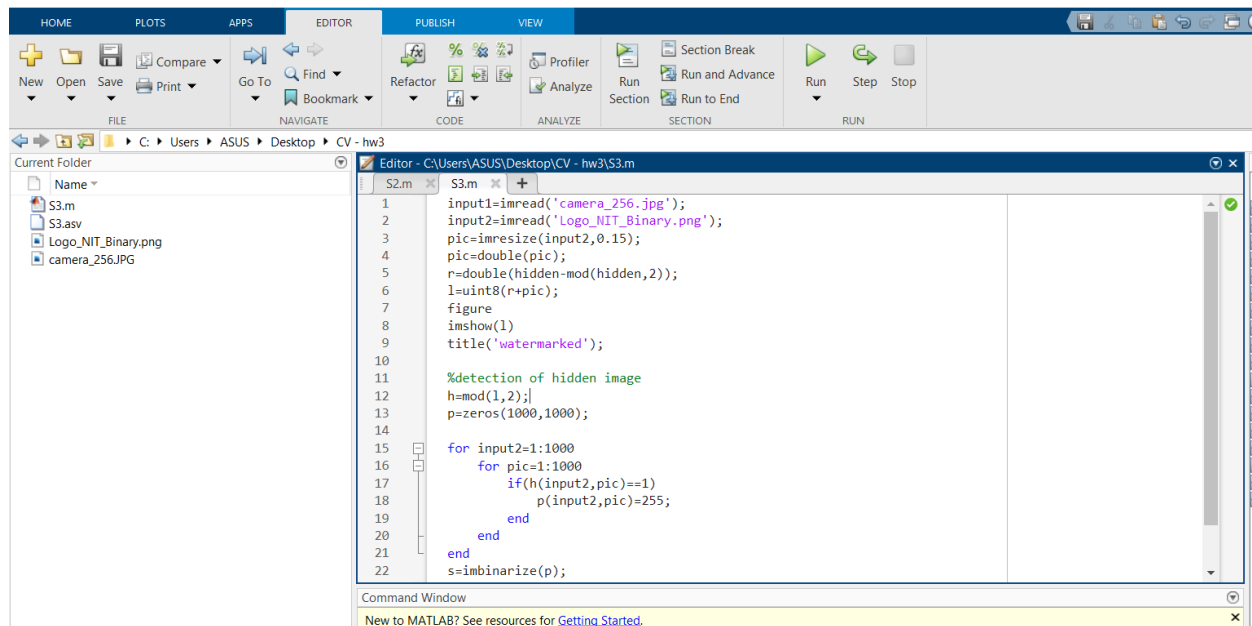 HOME PLOTS APPS EDITOR PUBLISH VIEW
New Open Save Compare Print Go To Find Bookmark Refactor Profiler Analyze Run Section Section Break Run and Advance Run to End Run Step Stop
FILE NAVIGATE CODE ANALYZE SECTION RUN
C: Users ASUS Desktop CV - hw3
Current Folder
Name
S3.m
S3.asv
Logo_NIT_Binary.png
camera_256.JPG
Editor - C:\Users\ASUS\Desktop\CV - hw3\S3.m
S2.m S3.m
1 input1=imread('camera_256.jpg');
2 input2=imread('Logo_NIT_Binary.png');
3 pic=imresize(input2,0.15);
4 pic=double(pic);
5 r=double(hidden-mod(hidden,2));
6 l=uint8(r+pic);
7 figure
8 imshow(l)
9 title('watermarked');
10
11 %detection of hidden image
12 h=mod(l,2);
13 p=zeros(1000,1000);
14
15 for input2=1:1000
16 for pic=1:1000
17 if(h(input2,pic)==1)
18 p(input2,pic)=255;
19 end
20 end
21 end
22 s=imbinarize(p);
Command Window
New to MATLAB? See resources for Getting Started.